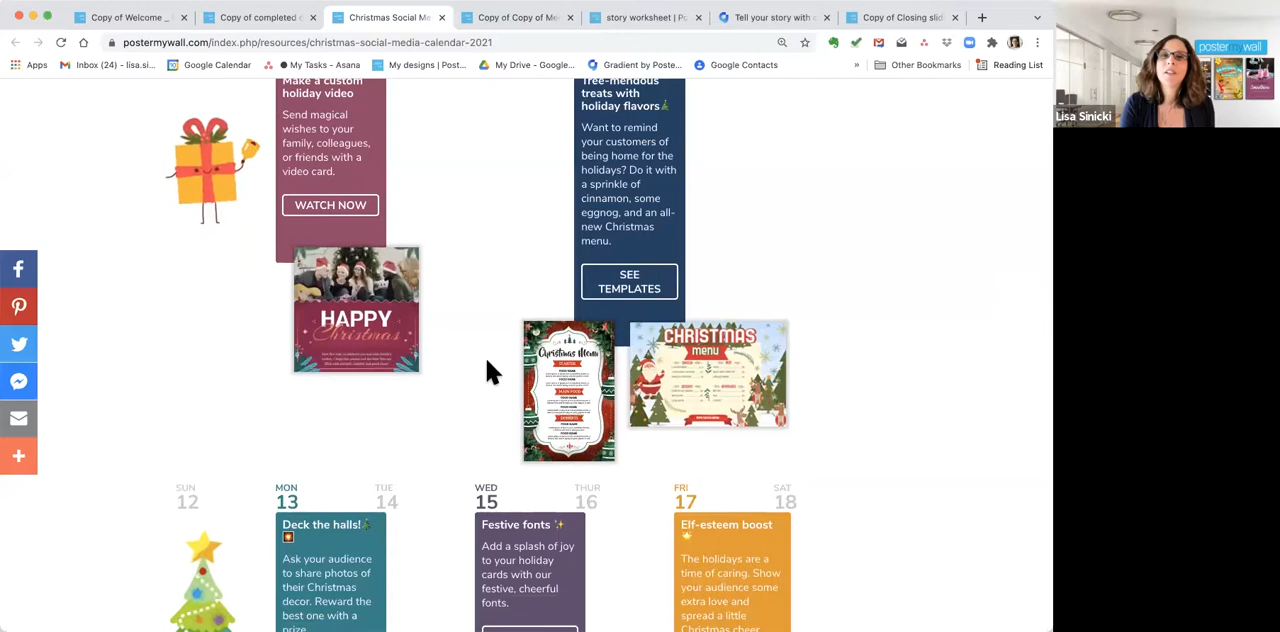 Copy of Welcome _
Copy of completed
Christmas Social Me
Copy of Copy of Me
story worksheet | Po
Tell your story with
Copy of Closing slid
postermywall.com/index.php/resources/christmas-social-media-calendar-2021
Apps
Inbox (24) - lisa.si...
Google Calendar
My Tasks - Asana
My designs | Post...
My Drive - Google...
Gradient by Poste...
Google Contacts
»
Other Bookmarks
Reading List
postermywall
Lisa Sinicki
Make a custom
holiday video
Send magical
wishes to your
family, colleagues,
or friends with a
video card.
WATCH NOW
HAPPY
Christmas
Tree-mendous
treats with
holiday flavors🎄
Want to remind
your customers of
being home for the
holidays? Do it with
a sprinkle of
cinnamon, some
eggnog, and an all-
new Christmas
menu.
SEE
TEMPLATES
Christmas Menu
STARTER
MAIN FOOD
DESSERTS
CHRISTMAS
menu
SUN
12
MON
13
TUE
14
WED
15
THUR
16
FRI
17
SAT
18
Deck the halls!🎄
Ask your audience
to share photos of
their Christmas
decor. Reward the
best one with a
prize.
Festive fonts ✨
Add a splash of joy
to your holiday
cards with our
festive, cheerful
fonts.
Elf-esteem boost
🌟
The holidays are a
time of caring. Show
your audience some
extra love and
spread a little
Christmas cheer